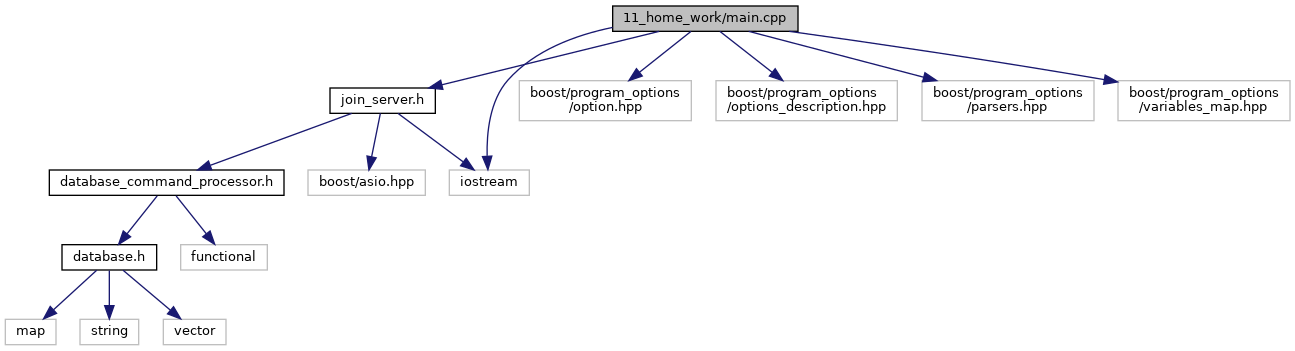 11_home_work/main.cpp
join_server.h
boost/program_options
/option.hpp
boost/program_options
/options_description.hpp
boost/program_options
/parsers.hpp
boost/program_options
/variables_map.hpp
database_command_processor.h
boost/asio.hpp
iostream
database.h
functional
map
string
vector